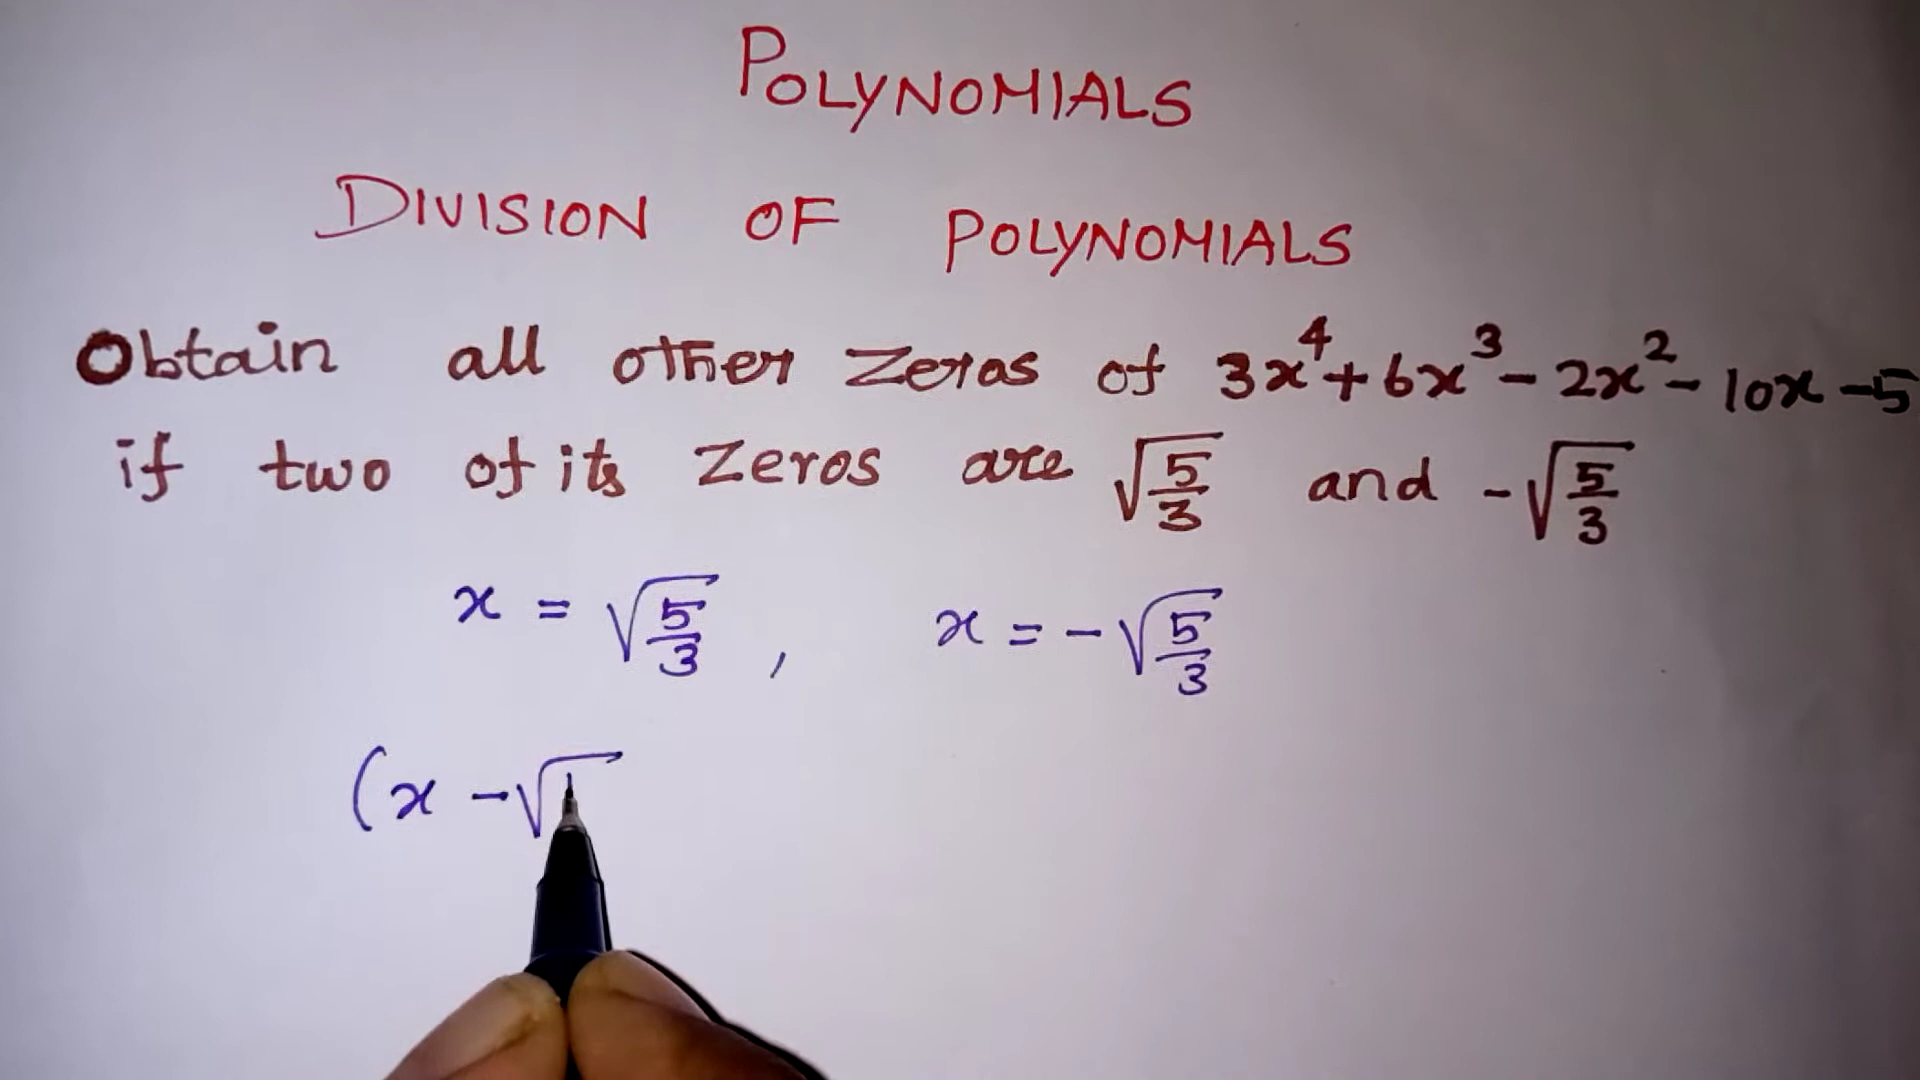 POLYNOMIALS
DIVISION OF POLYNOMIALS
Obtain all other zeros of 3x⁴+6x³-2x²-10x-5
if two of its zeros are √5/3 and -√5/3
x = √5/3 , x = -√5/3
(x -√